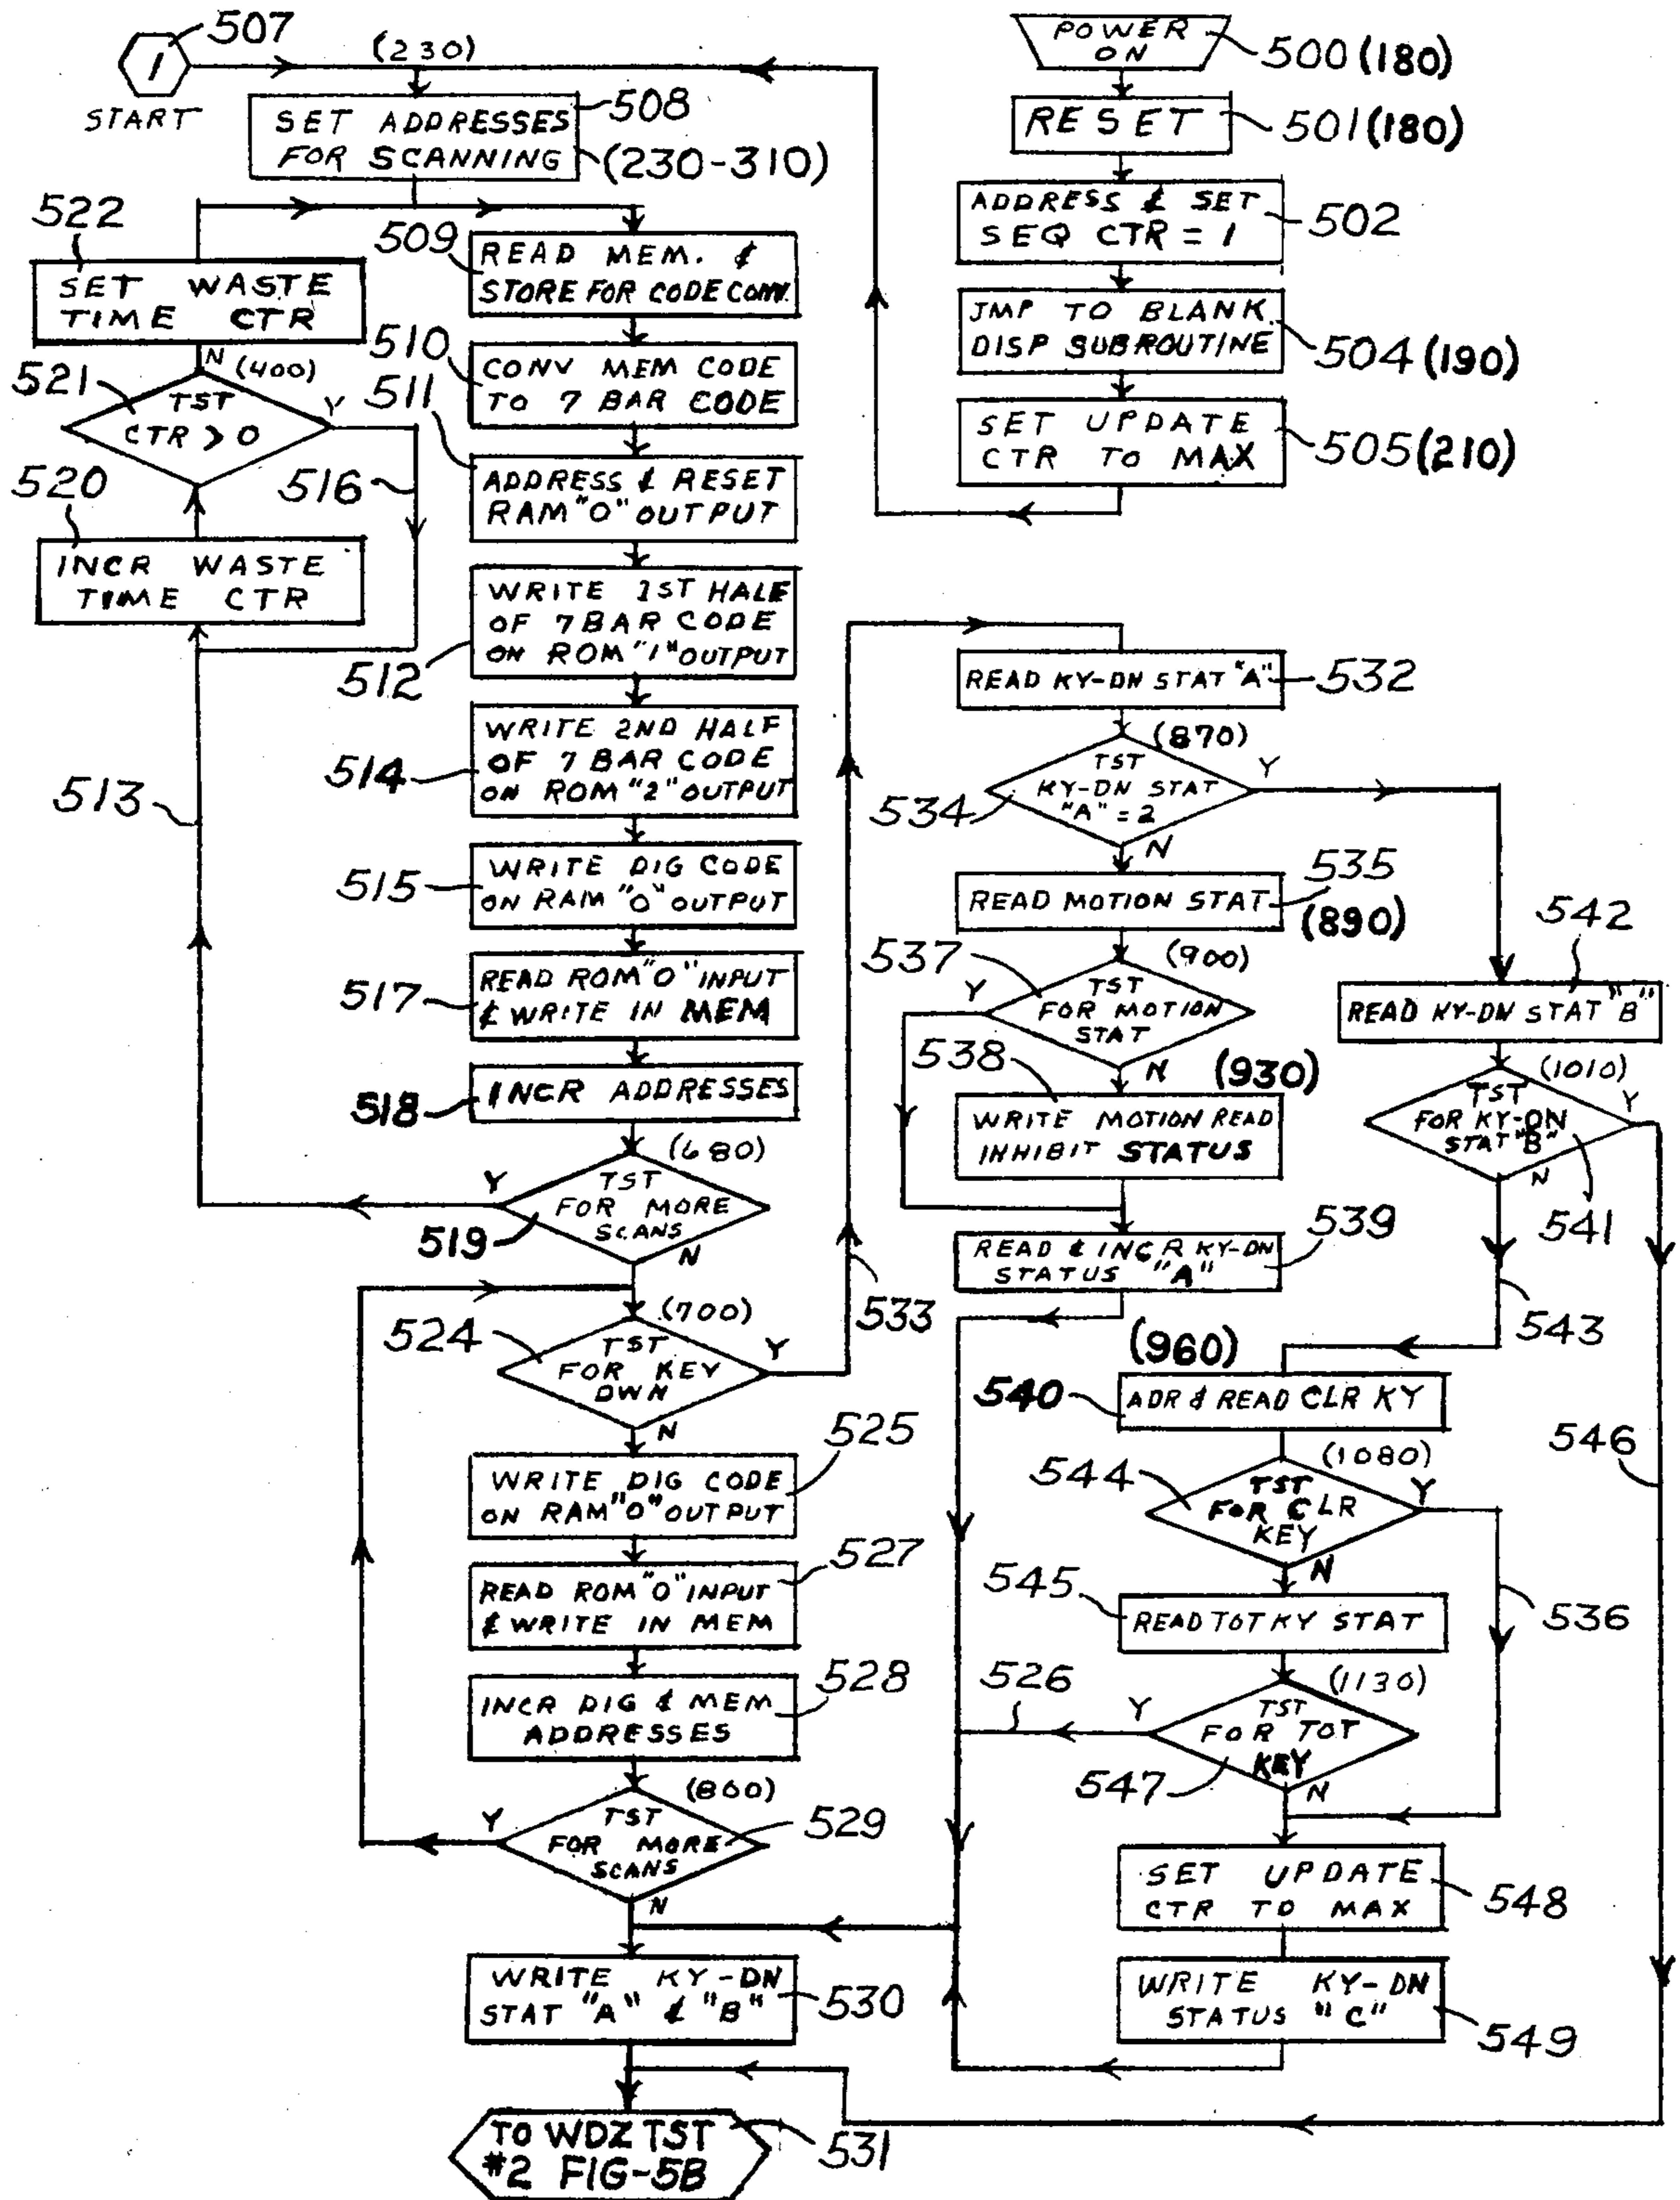 507
1
START
(230)
508
SET ADDRESSES
FOR SCANNING
(230-310)
POWER
ON
500 (180)
RESET
501 (180)
ADDRESS & SET
SEQ CTR = 1
502
JMP TO BLANK
DISP SUBROUTINE
504 (190)
SET UPDATE
CTR TO MAX
505 (210)
522
SET WASTE
TIME CTR
521
N
(400)
TST
CTR > 0
Y
516
520
INCR WASTE
TIME CTR
513
509
READ MEM. &
STORE FOR CODE CONV.
510
CONV MEM CODE
TO 7 BAR CODE
511
ADDRESS & RESET
RAM "0" OUTPUT
WRITE 1ST HALF
OF 7 BAR CODE
ON ROM "1" OUTPUT
512
WRITE 2ND HALF
OF 7 BAR CODE
ON ROM "2" OUTPUT
514
WRITE DIG CODE
ON RAM "0" OUTPUT
515
READ ROM "0" INPUT
& WRITE IN MEM
517
INCR ADDRESSES
518
(680)
Y
TST
FOR MORE
SCANS
519
N
(700)
524
TST
FOR KEY
DWN
Y
533
N
525
WRITE DIG CODE
ON RAM "0" OUTPUT
527
READ ROM "0" INPUT
& WRITE IN MEM
528
INCR DIG & MEM
ADDRESSES
(860)
Y
TST
FOR MORE
SCANS
529
N
WRITE KY-DN
STAT "A" & "B"
530
TO WDZ TST
#2 FIG-5B
531
READ KY-DN STAT "A"
532
(870)
TST
KY-DN STAT
"A" = 2
Y
534
N
READ MOTION STAT
535
(890)
537
(900)
Y
TST
FOR MOTION
STAT
538
N
(930)
WRITE MOTION READ
INHIBIT STATUS
READ & INCR KY-DN
STATUS "A"
539
542
READ KY-DN STAT "B"
(1010)
TST
FOR KY-DN
STAT "B"
Y
N
541
543
(960)
540
ADR & READ CLR KY
(1080)
544
TST
FOR CLR
KEY
Y
N
536
546
545
READ TOT KY STAT
526
(1130)
Y
TST
FOR TOT
KEY
547
N
SET UPDATE
CTR TO MAX
548
WRITE KY-DN
STATUS "C"
549